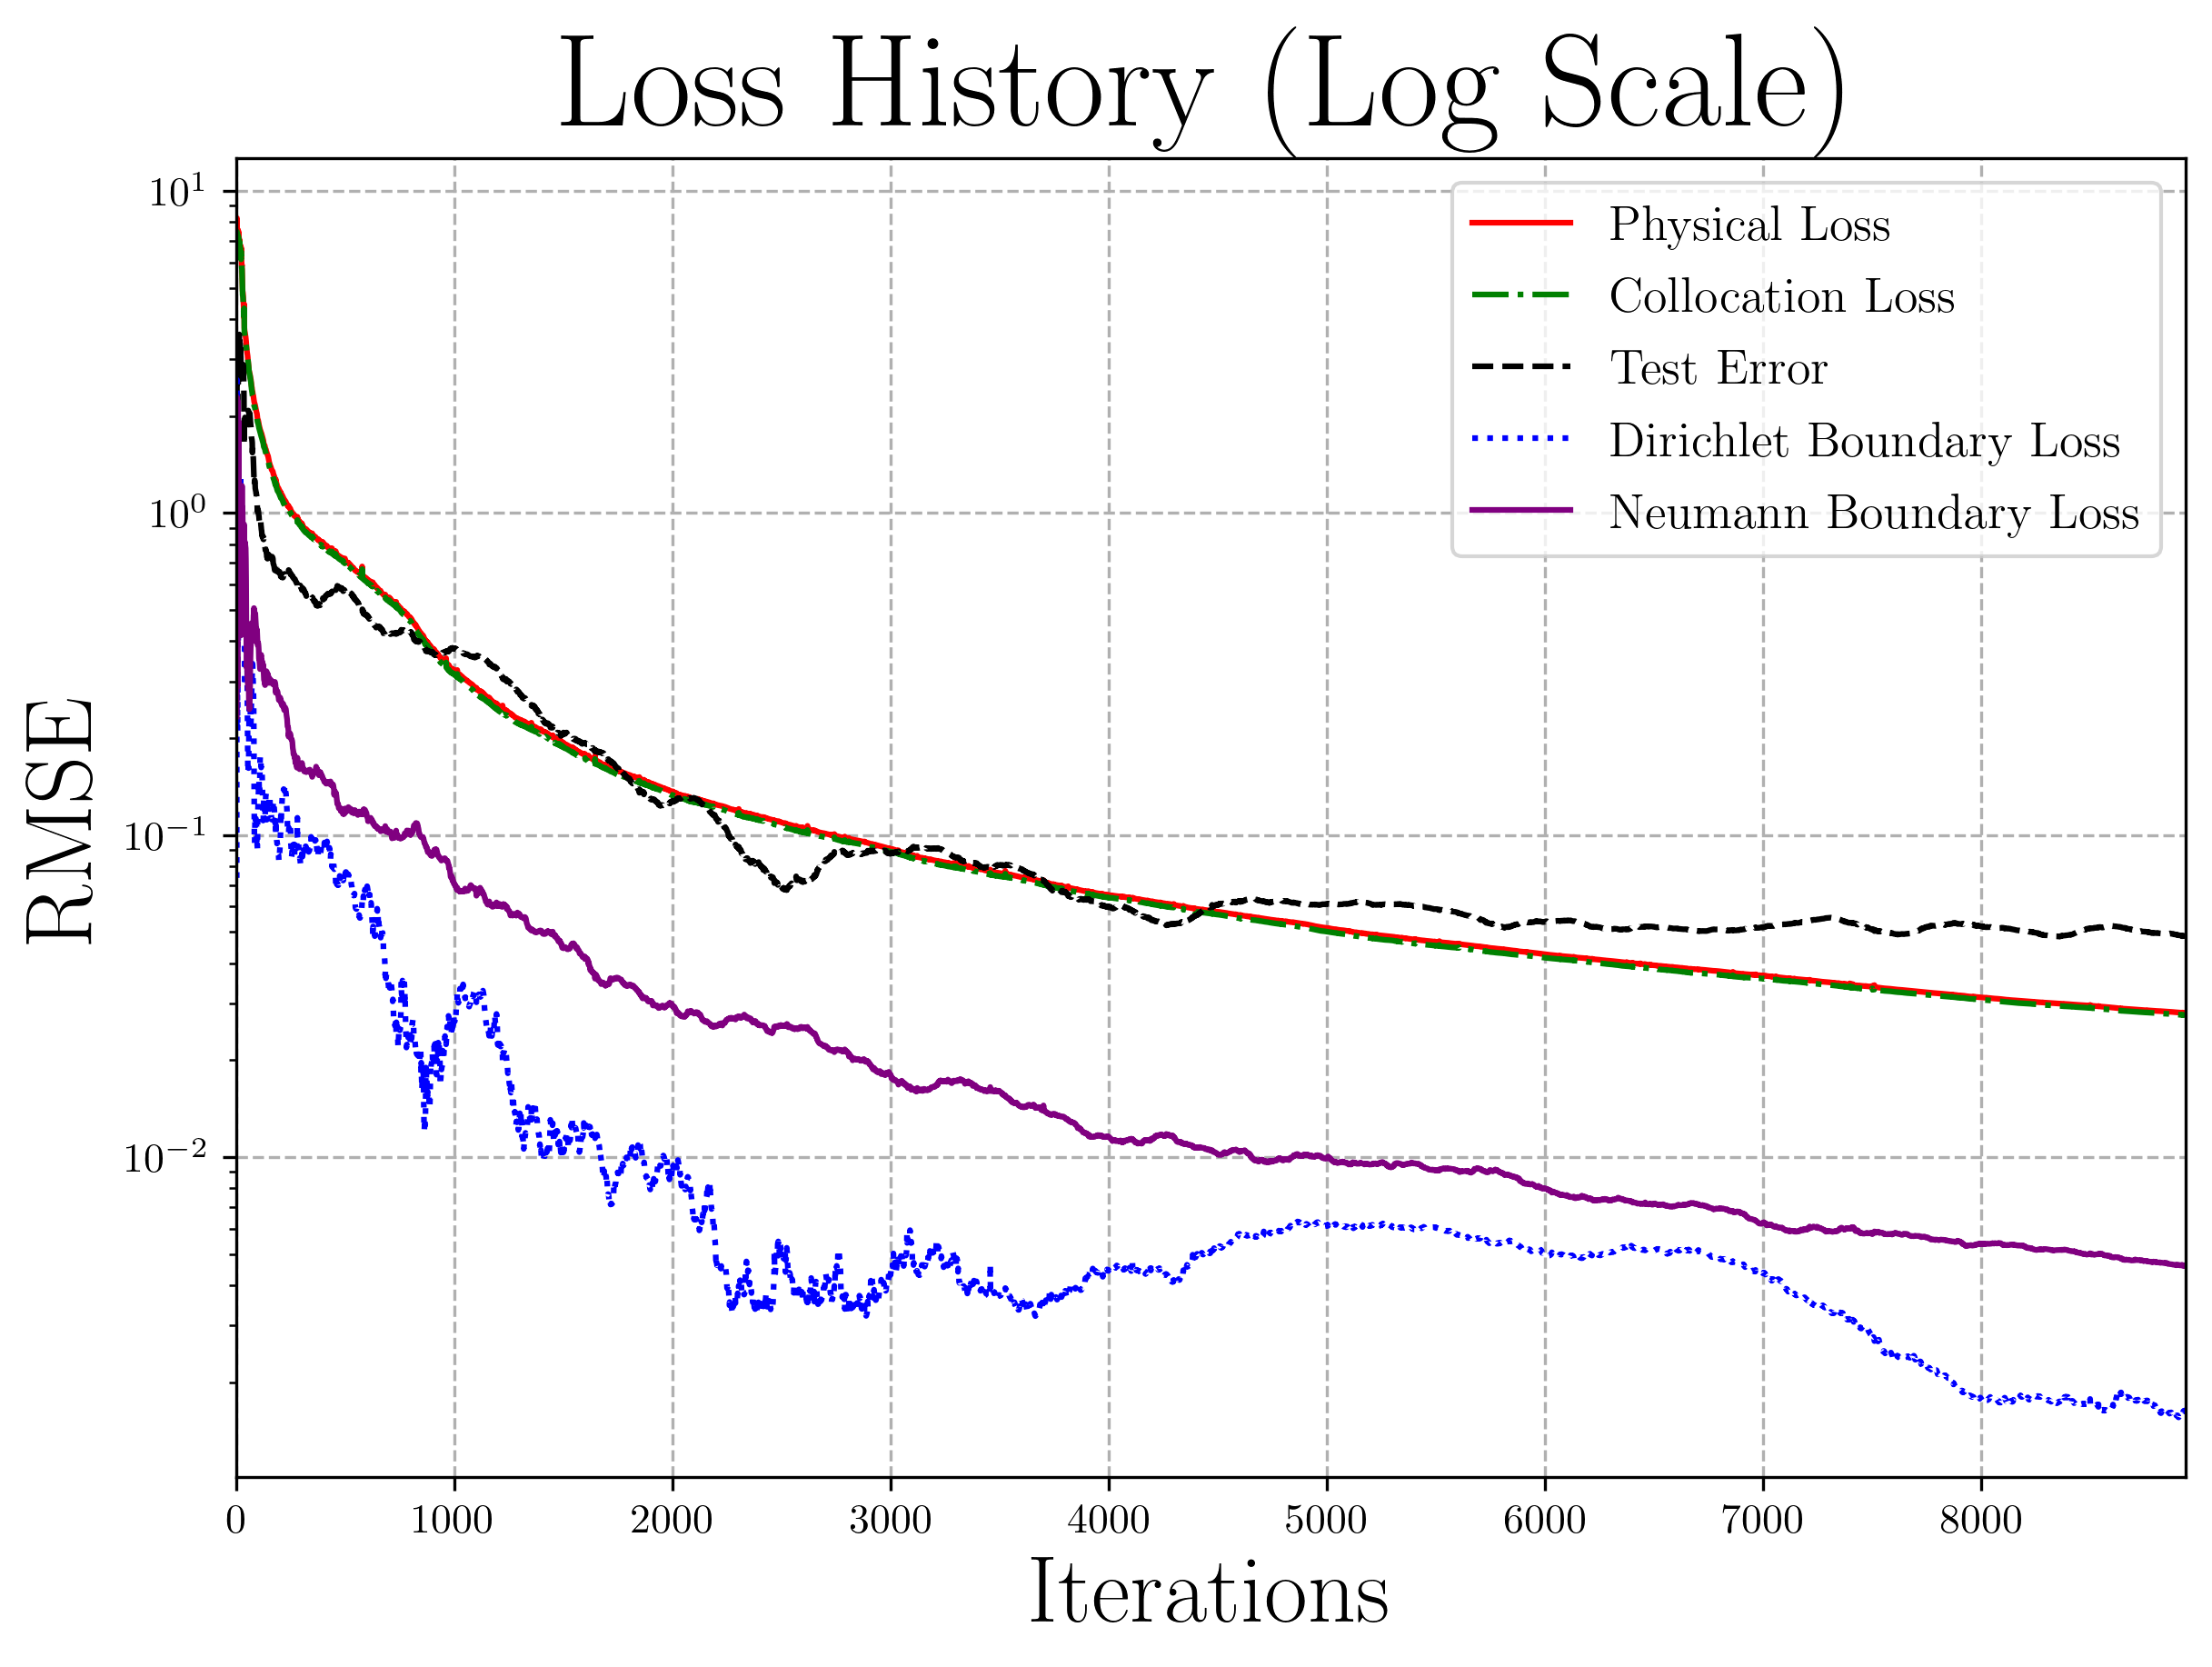 Loss History (Log Scale)
RMSE
10¹
10⁰
10⁻¹
10⁻²
Physical Loss
Collocation Loss
Test Error
Dirichlet Boundary Loss
Neumann Boundary Loss
0 1000 2000 3000 4000 5000 6000 7000 8000
Iterations